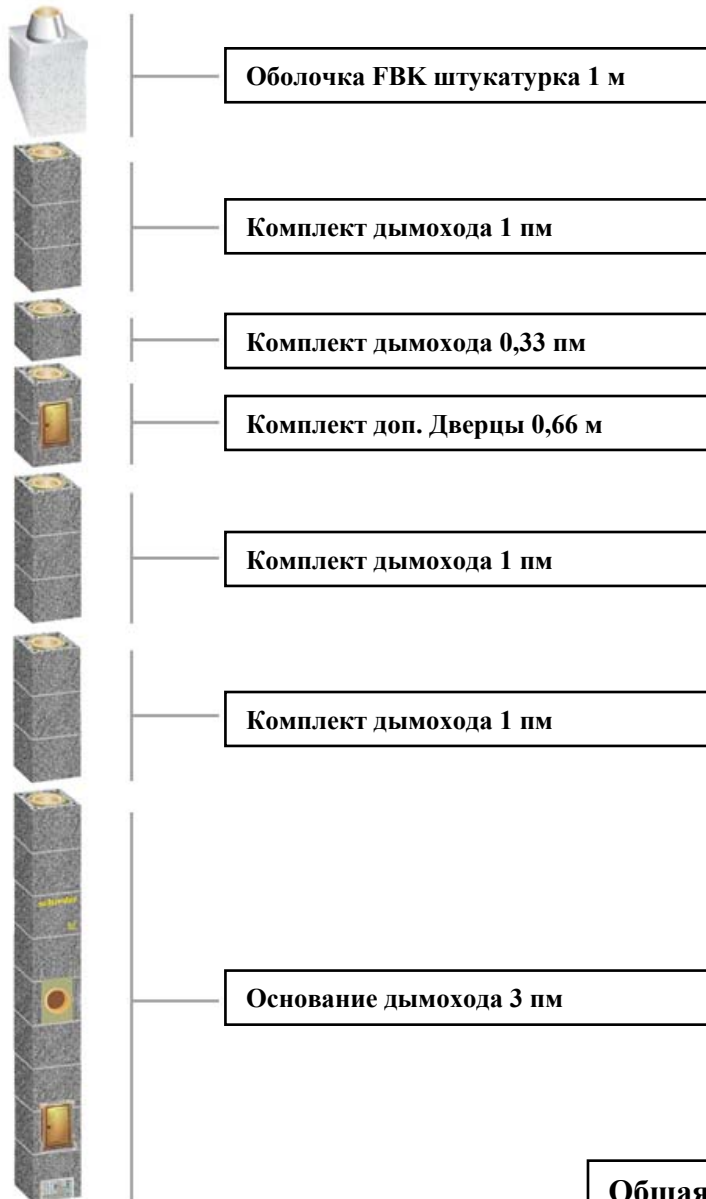 Оболочка FBK штукатурка 1 м
Комплект дымохода 1 пм
Комплект дымохода 0,33 пм
Комплект доп. Дверцы 0,66 м
Комплект дымохода 1 пм
Комплект дымохода 1 пм
schiedel
Основание дымохода 3 пм
Общая